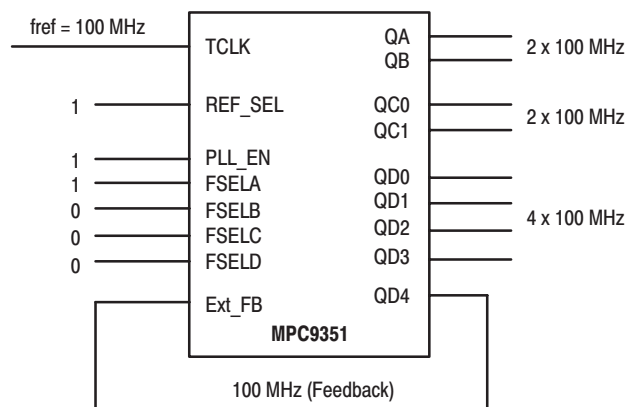 fref = 100 MHz
TCLK
QA
QB
2 x 100 MHz
1
REF_SEL
QC0
QC1
2 x 100 MHz
1
PLL_EN
1
FSELA
0
FSELB
0
FSELC
0
FSELD
QD0
QD1
QD2
QD3
4 x 100 MHz
Ext_FB
QD4
MPC9351
100 MHz (Feedback)